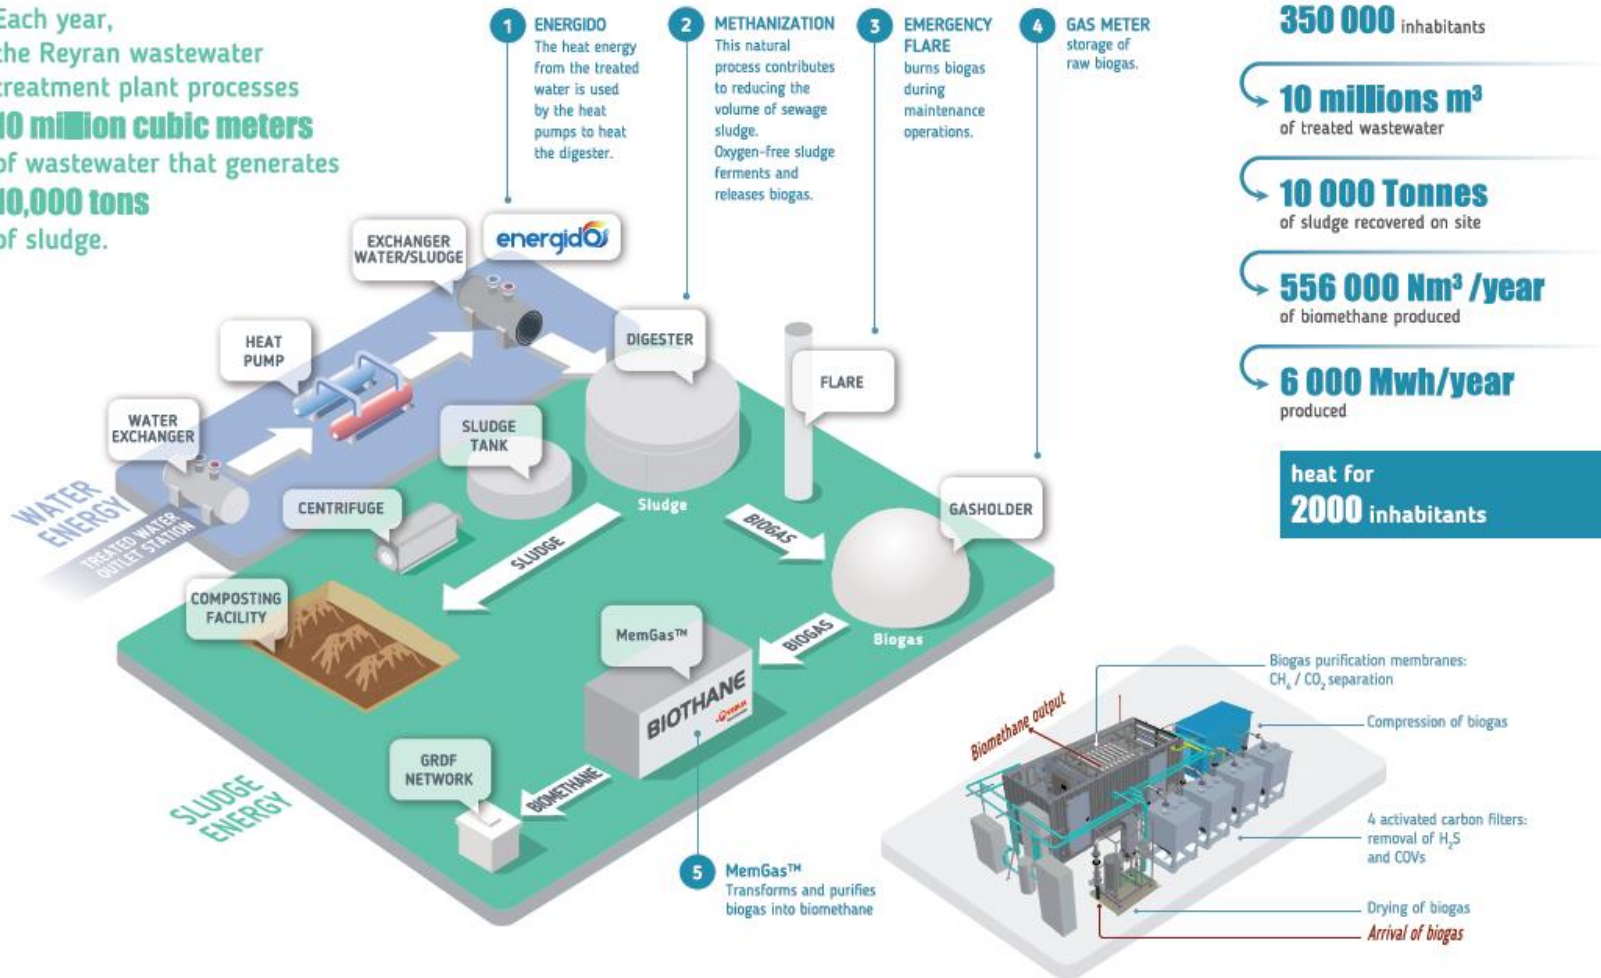 Each year,
the Reyran wastewater
treatment plant processes
10 million cubic meters
of wastewater that generates
10,000 tons
of sludge.
1 ENERGIDO
The heat energy
from the treated
water is used
by the heat
pumps to heat
the digester.
2 METHANIZATION
This natural
process contributes
to reducing the
volume of sewage
sludge.
Oxygen-free sludge
ferments and
releases biogas.
3 EMERGENCY
FLARE
burns biogas
during
maintenance
operations.
4 GAS METER
storage of
raw biogas.
350 000 inhabitants
10 millions m³
of treated wastewater
10 000 Tonnes
of sludge recovered on site
556 000 Nm³ /year
of biomethane produced
6 000 Mwh/year
produced
heat for
2000 inhabitants
EXCHANGER
WATER/SLUDGE
energido
HEAT
PUMP
WATER
EXCHANGER
DIGESTER
FLARE
SLUDGE
TANK
CENTRIFUGE
Sludge
GASHOLDER
WATER
ENERGY
TREATED WATER
OUTLET STATION
SLUDGE
BIOGAS
COMPOSTING
FACILITY
MemGas™
BIOGAS
Biogas
BIOTHANE
VEOLIA
GRDF
NETWORK
BIOMETHANE
SLUDGE
ENERGY
5 MemGas™
Transforms and purifies
biogas into biomethane
Biomethane output
Biogas purification membranes:
CH₄ / CO₂ separation
Compression of biogas
4 activated carbon filters:
removal of H₂S
and COVs
Drying of biogas
Arrival of biogas